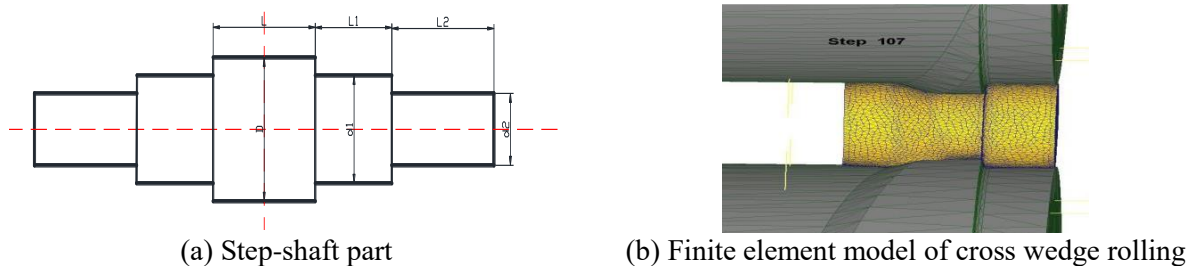 L
L1
L2
D
d1
d2
Step 107
(a) Step-shaft part
(b) Finite element model of cross wedge rolling